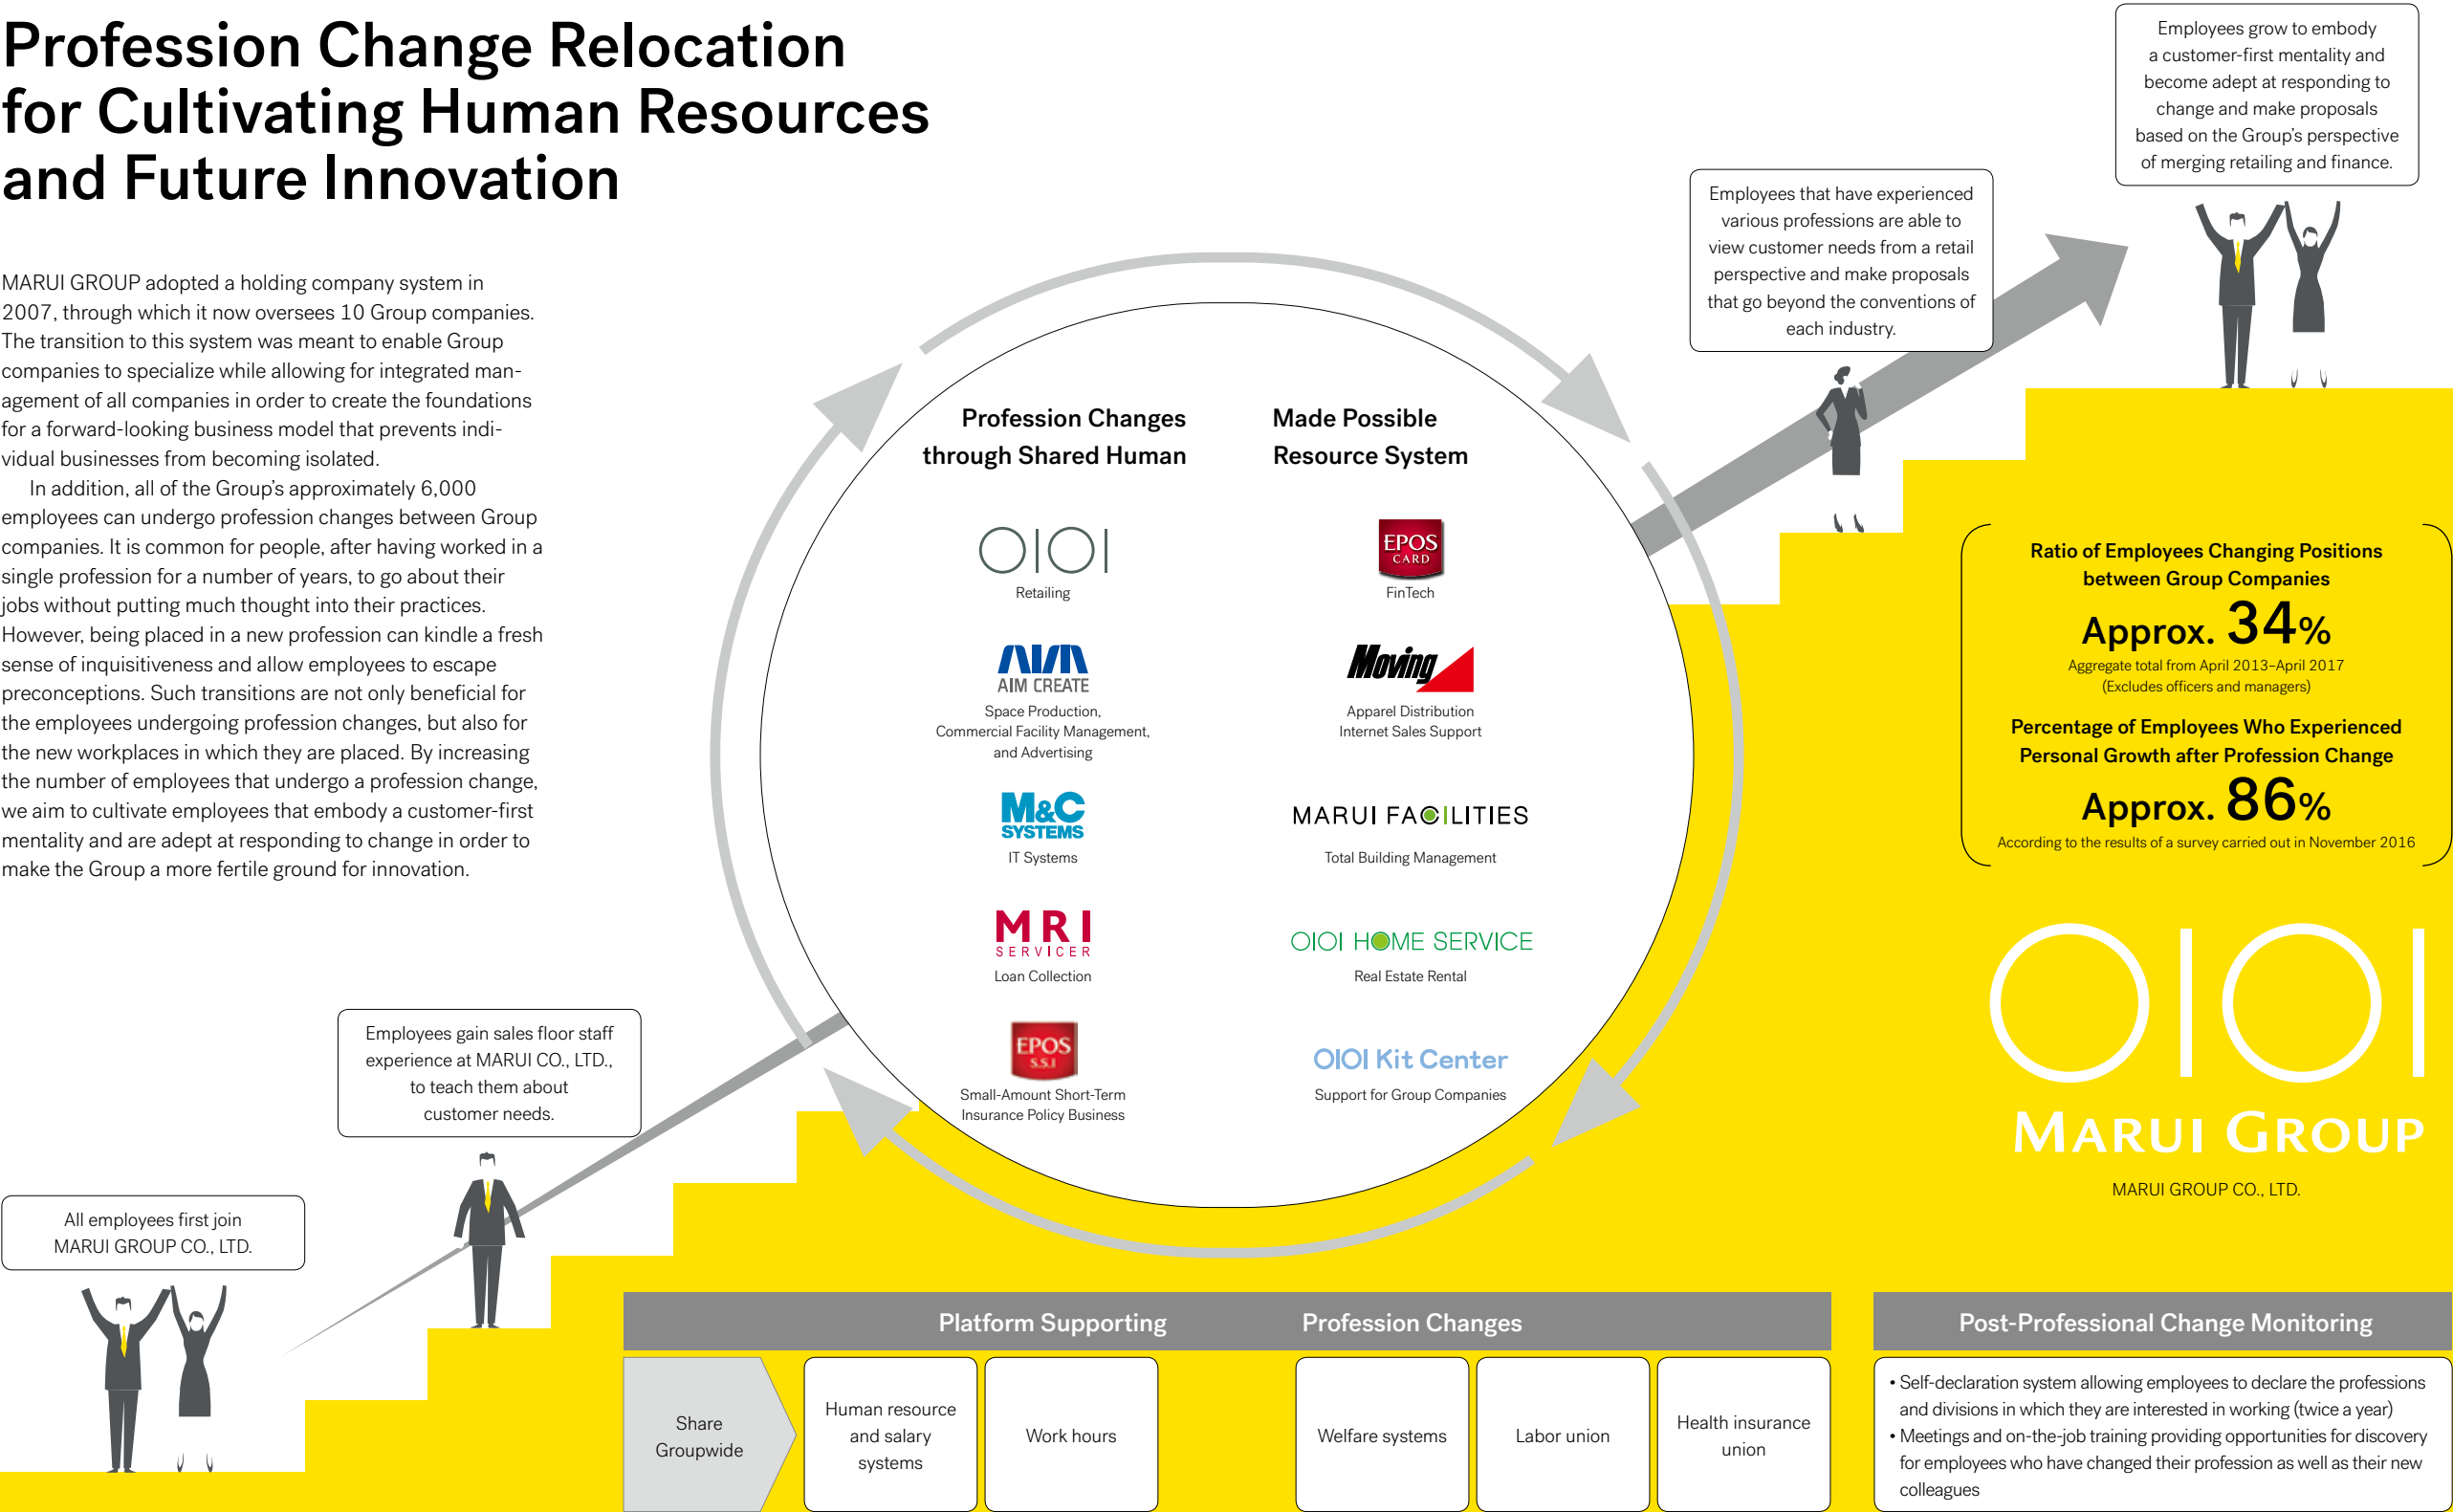 Profession Change Relocation
for Cultivating Human Resources
and Future Innovation
MARUI GROUP adopted a holding company system in
2007, through which it now oversees 10 Group companies.
The transition to this system was meant to enable Group
companies to specialize while allowing for integrated man-
agement of all companies in order to create the foundations
for a forward-looking business model that prevents indi-
vidual businesses from becoming isolated.
In addition, all of the Group's approximately 6,000
employees can undergo profession changes between Group
companies. It is common for people, after having worked in a
single profession for a number of years, to go about their
jobs without putting much thought into their practices.
However, being placed in a new profession can kindle a fresh
sense of inquisitiveness and allow employees to escape
preconceptions. Such transitions are not only beneficial for
the employees undergoing profession changes, but also for
the new workplaces in which they are placed. By increasing
the number of employees that undergo a profession change,
we aim to cultivate employees that embody a customer-first
mentality and are adept at responding to change in order to
make the Group a more fertile ground for innovation.
All employees first join
MARUI GROUP CO., LTD.
Employees gain sales floor staff
experience at MARUI CO., LTD.,
to teach them about
customer needs.
Profession Changes Made Possible
through Shared Human Resource System
OIOI
Retailing
EPOS
CARD
FinTech
AIM CREATE
Space Production,
Commercial Facility Management,
and Advertising
Moving
Apparel Distribution
Internet Sales Support
M&C
SYSTEMS
IT Systems
MARUI FACILITIES
Total Building Management
MRI
SERVICER
Loan Collection
OIOI HOME SERVICE
Real Estate Rental
EPOS
S.S.I
Small-Amount Short-Term
Insurance Policy Business
OIOI Kit Center
Support for Group Companies
Employees that have experienced
various professions are able to
view customer needs from a retail
perspective and make proposals
that go beyond the conventions of
each industry.
Employees grow to embody
a customer-first mentality and
become adept at responding to
change and make proposals
based on the Group's perspective
of merging retailing and finance.
Ratio of Employees Changing Positions
between Group Companies
Approx. 34%
Aggregate total from April 2013–April 2017
(Excludes officers and managers)
Percentage of Employees Who Experienced
Personal Growth after Profession Change
Approx. 86%
According to the results of a survey carried out in November 2016
OIOI
MARUI GROUP
MARUI GROUP CO., LTD.
Platform Supporting Profession Changes
Share
Groupwide
Human resource
and salary
systems
Work hours
Welfare systems
Labor union
Health insurance
union
Post-Professional Change Monitoring
• Self-declaration system allowing employees to declare the professions
and divisions in which they are interested in working (twice a year)
• Meetings and on-the-job training providing opportunities for discovery
for employees who have changed their profession as well as their new
colleagues